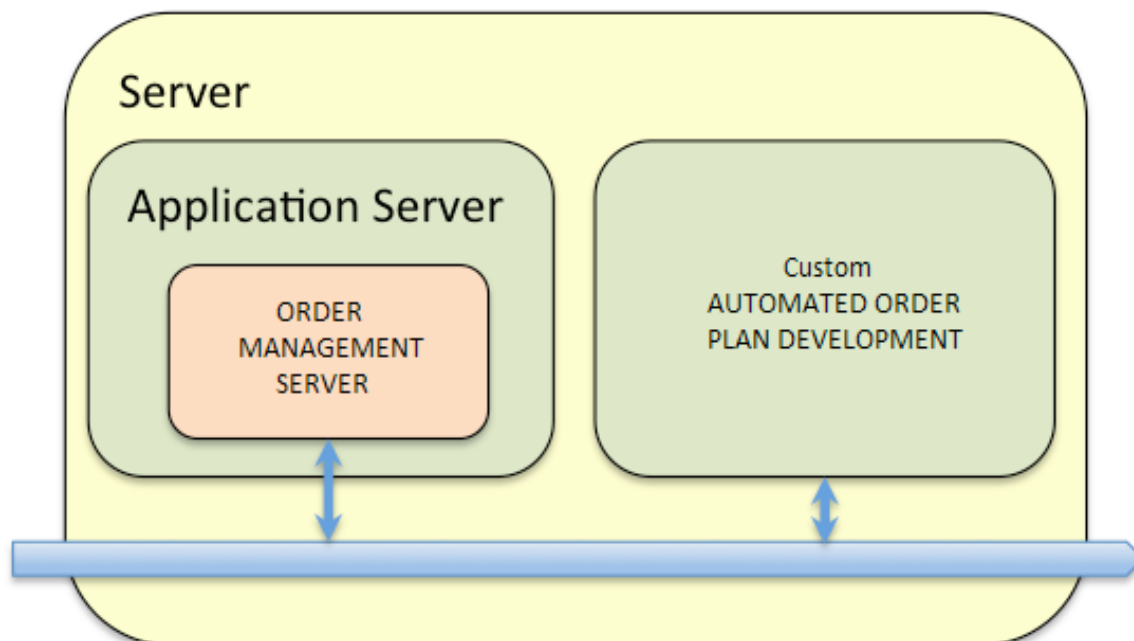 Server
Application Server
ORDER
MANAGEMENT
SERVER
Custom
AUTOMATED ORDER
PLAN DEVELOPMENT